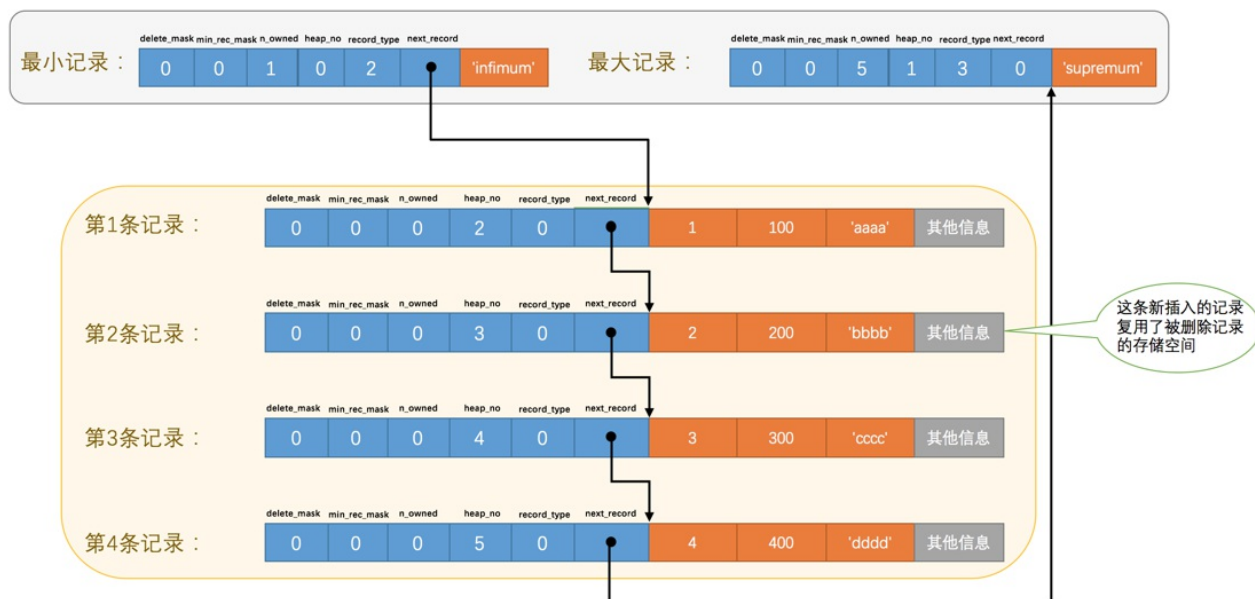 delete_mask min_rec_mask n_owned heap_no record_type next_record
最小记录： 0 0 1 0 2 'infimum'
delete_mask min_rec_mask n_owned heap_no record_type next_record
最大记录： 0 0 5 1 3 0 'supremum'
delete_mask min_rec_mask n_owned heap_no record_type next_record
第1条记录： 0 0 0 2 0 1 100 'aaaa' 其他信息
delete_mask min_rec_mask n_owned heap_no record_type next_record
第2条记录： 0 0 0 3 0 2 200 'bbbb' 其他信息
这条新插入的记录
复用了被删除记录
的存储空间
delete_mask min_rec_mask n_owned heap_no record_type next_record
第3条记录： 0 0 0 4 0 3 300 'cccc' 其他信息
delete_mask min_rec_mask n_owned heap_no record_type next_record
第4条记录： 0 0 0 5 0 4 400 'dddd' 其他信息